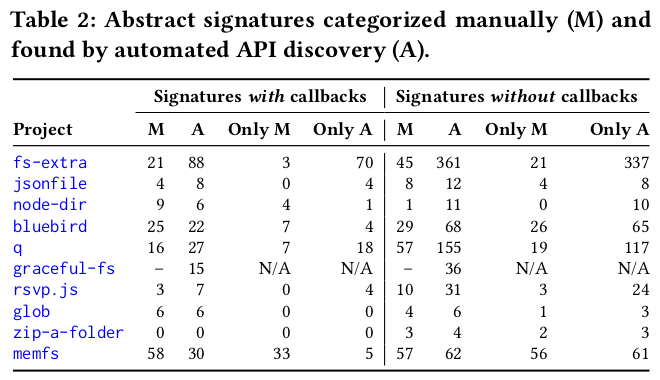 Table 2: Abstract signatures categorized manually (M) and
found by automated API discovery (A).
Signatures with callbacks Signatures without callbacks
Project M A Only M Only A M A Only M Only A
fs-extra 21 88 3 70 45 361 21 337
jsonfile 4 8 0 4 8 12 4 8
node-dir 9 6 4 1 1 11 0 10
bluebird 25 22 7 4 29 68 26 65
q 16 27 7 18 57 155 19 117
graceful-fs – 15 N/A N/A – 36 N/A N/A
rsvp.js 3 7 0 4 10 31 3 24
glob 6 6 0 0 4 6 1 3
zip-a-folder 0 0 0 0 3 4 2 3
memfs 58 30 33 5 57 62 56 61